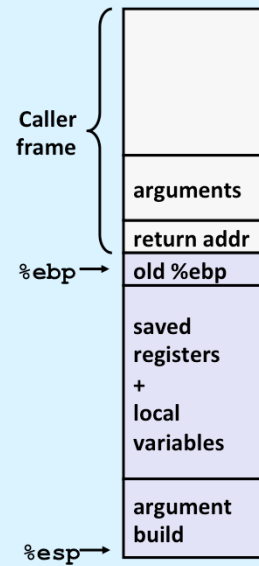 Caller
frame
arguments
return addr
%ebp
old %ebp
saved
registers
+
local
variables
argument
build
%esp